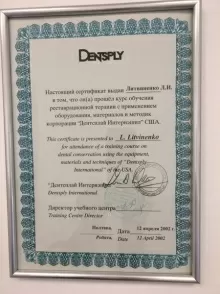 DENTSPLY
Настоящий сертификат выдан Литвиненко Л.И.
в том, что он(а) прошёл курс обучения
реставрационной терапии с применением
оборудования, материалов и методик
корпорации "Дентсплай Интернешнл" США.
This certificate is presented to L. Litvinenko
for attendance of a training course on
dental conservation using the equipment,
materials and techniques of "Dentsply
International" of the USA.
"Дентсплай Интернешнл"
Dentsply International.
Директор учебного центра
Training Centre Director
Дата 12 апреля 2002 г
Date 12 April 2002